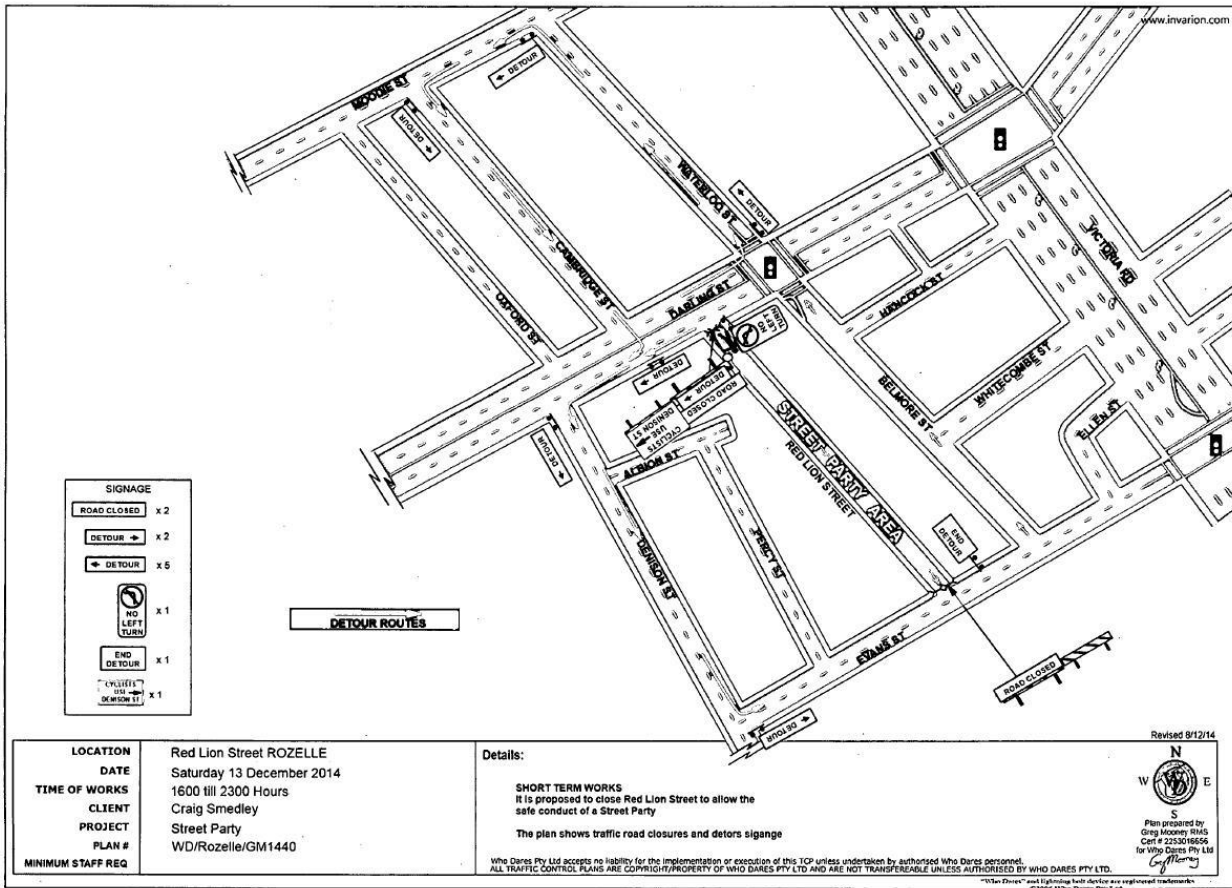 www.invarion.com
MOODIE ST
DETOUR
DETOUR
WATERLOO ST
DETOUR
CAMBRIDGE ST
OXFORD ST
DARLING ST
VICTORIA RD
HANCOCK ST
NO
LEFT
TURN
DETOUR
ROAD CLOSED
DETOUR
CYCLISTS
USE
DENISON ST
BELMORE ST
WHITECOMBE ST
ELLEN ST
DETOUR
ALBION ST
STREET PARTY AREA
RED LION STREET
PERCY ST
DENISON ST
END
DETOUR
EVANS ST
ROAD CLOSED
DETOUR
SIGNAGE
ROAD CLOSED x 2
DETOUR x 2
DETOUR x 5
NO
LEFT
TURN
x 1
END
DETOUR x 1
CYCLISTS
USE
DENISON ST
x 1
DETOUR ROUTES
Revised 8/12/14
LOCATION Red Lion Street ROZELLE
DATE Saturday 13 December 2014
TIME OF WORKS 1600 till 2300 Hours
CLIENT Craig Smedley
PROJECT Street Party
PLAN # WD/Rozelle/GM1440
MINIMUM STAFF REQ
Details:
SHORT TERM WORKS
It is proposed to close Red Lion Street to allow the
safe conduct of a Street Party
The plan shows traffic road closures and detors sigange
Who Dares Pty Ltd accepts no liability for the implementation or execution of this TCP unless undertaken by authorised Who Dares personnel.
ALL TRAFFIC CONTROL PLANS ARE COPYRIGHT/PROPERTY OF WHO DARES PTY LTD AND ARE NOT TRANSFEREABLE UNLESS AUTHORISED BY WHO DARES PTY LTD.
N
W E
S
WD
Plan prepared by
Greg Mooney RMS
Cert # 2253016656
for Who Dares Pty Ltd
"Who Dares" and lightning bolt device are registered trademarks